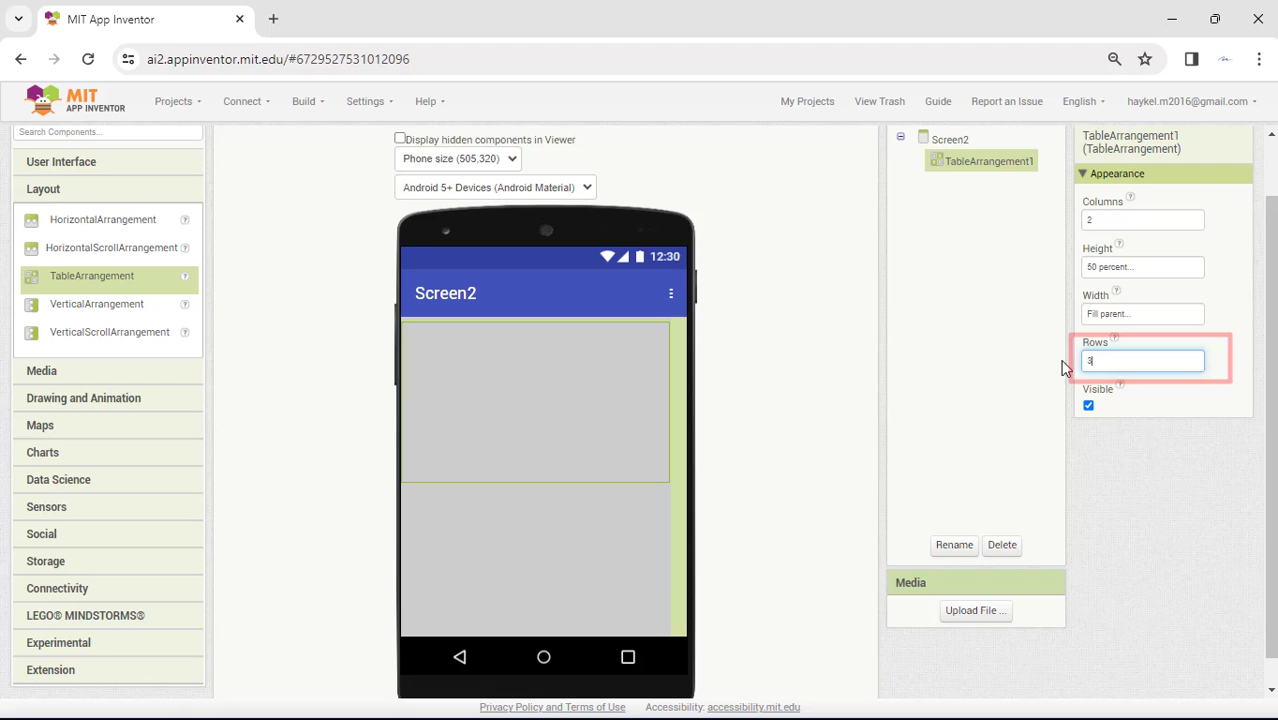 MIT App Inventor
ai2.appinventor.mit.edu/#6729527531012096
MIT
APP INVENTOR
Projects
Connect
Build
Settings
Help
My Projects
View Trash
Guide
Report an Issue
English
haykel.m2016@gmail.com
Search Components...
User Interface
Layout
HorizontalArrangement
HorizontalScrollArrangement
TableArrangement
VerticalArrangement
VerticalScrollArrangement
Media
Drawing and Animation
Maps
Charts
Data Science
Sensors
Social
Storage
Connectivity
LEGO® MINDSTORMS®
Experimental
Extension
Display hidden components in Viewer
Phone size (505,320)
Android 5+ Devices (Android Material)
12:30
Screen2
Screen2
TableArrangement1
Rename
Delete
Media
Upload File ...
TableArrangement1
(TableArrangement)
Appearance
Columns
2
Height
50 percent...
Width
Fill parent...
Rows
3
Visible
Privacy Policy and Terms of Use
Accessibility: accessibility.mit.edu